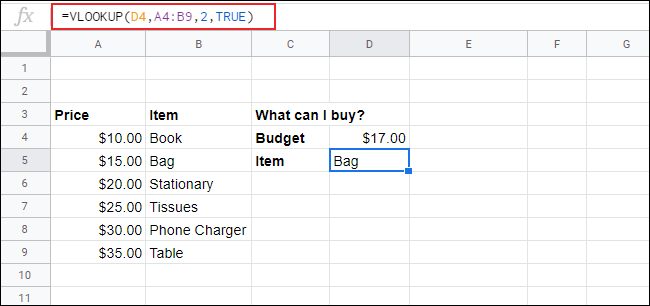 fx =VLOOKUP(D4,A4:B9,2,TRUE)
A B C D E F G
1
2
3 Price Item What can I buy?
4 $10.00 Book Budget $17.00
5 $15.00 Bag Item Bag
6 $20.00 Stationary
7 $25.00 Tissues
8 $30.00 Phone Charger
9 $35.00 Table
10
11